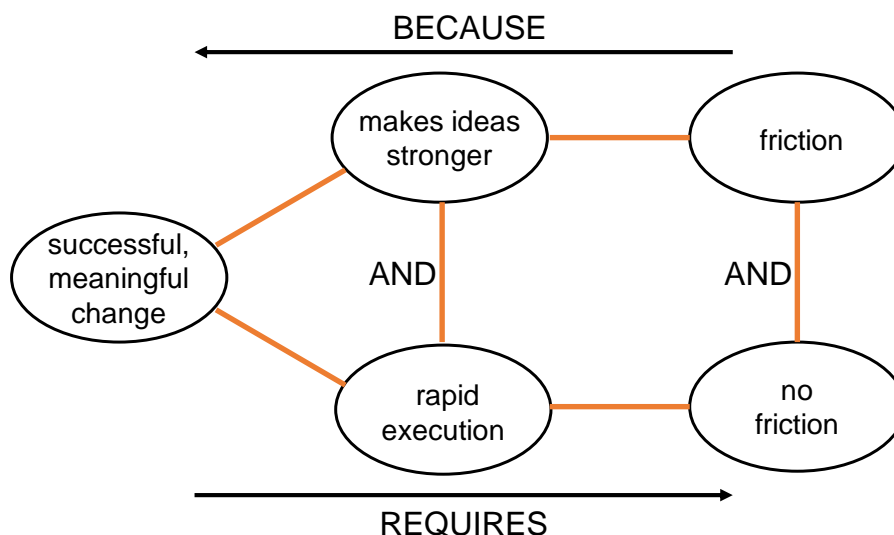 BECAUSE
makes ideas
stronger
friction
successful,
meaningful
change
AND
AND
rapid
execution
no
friction
REQUIRES